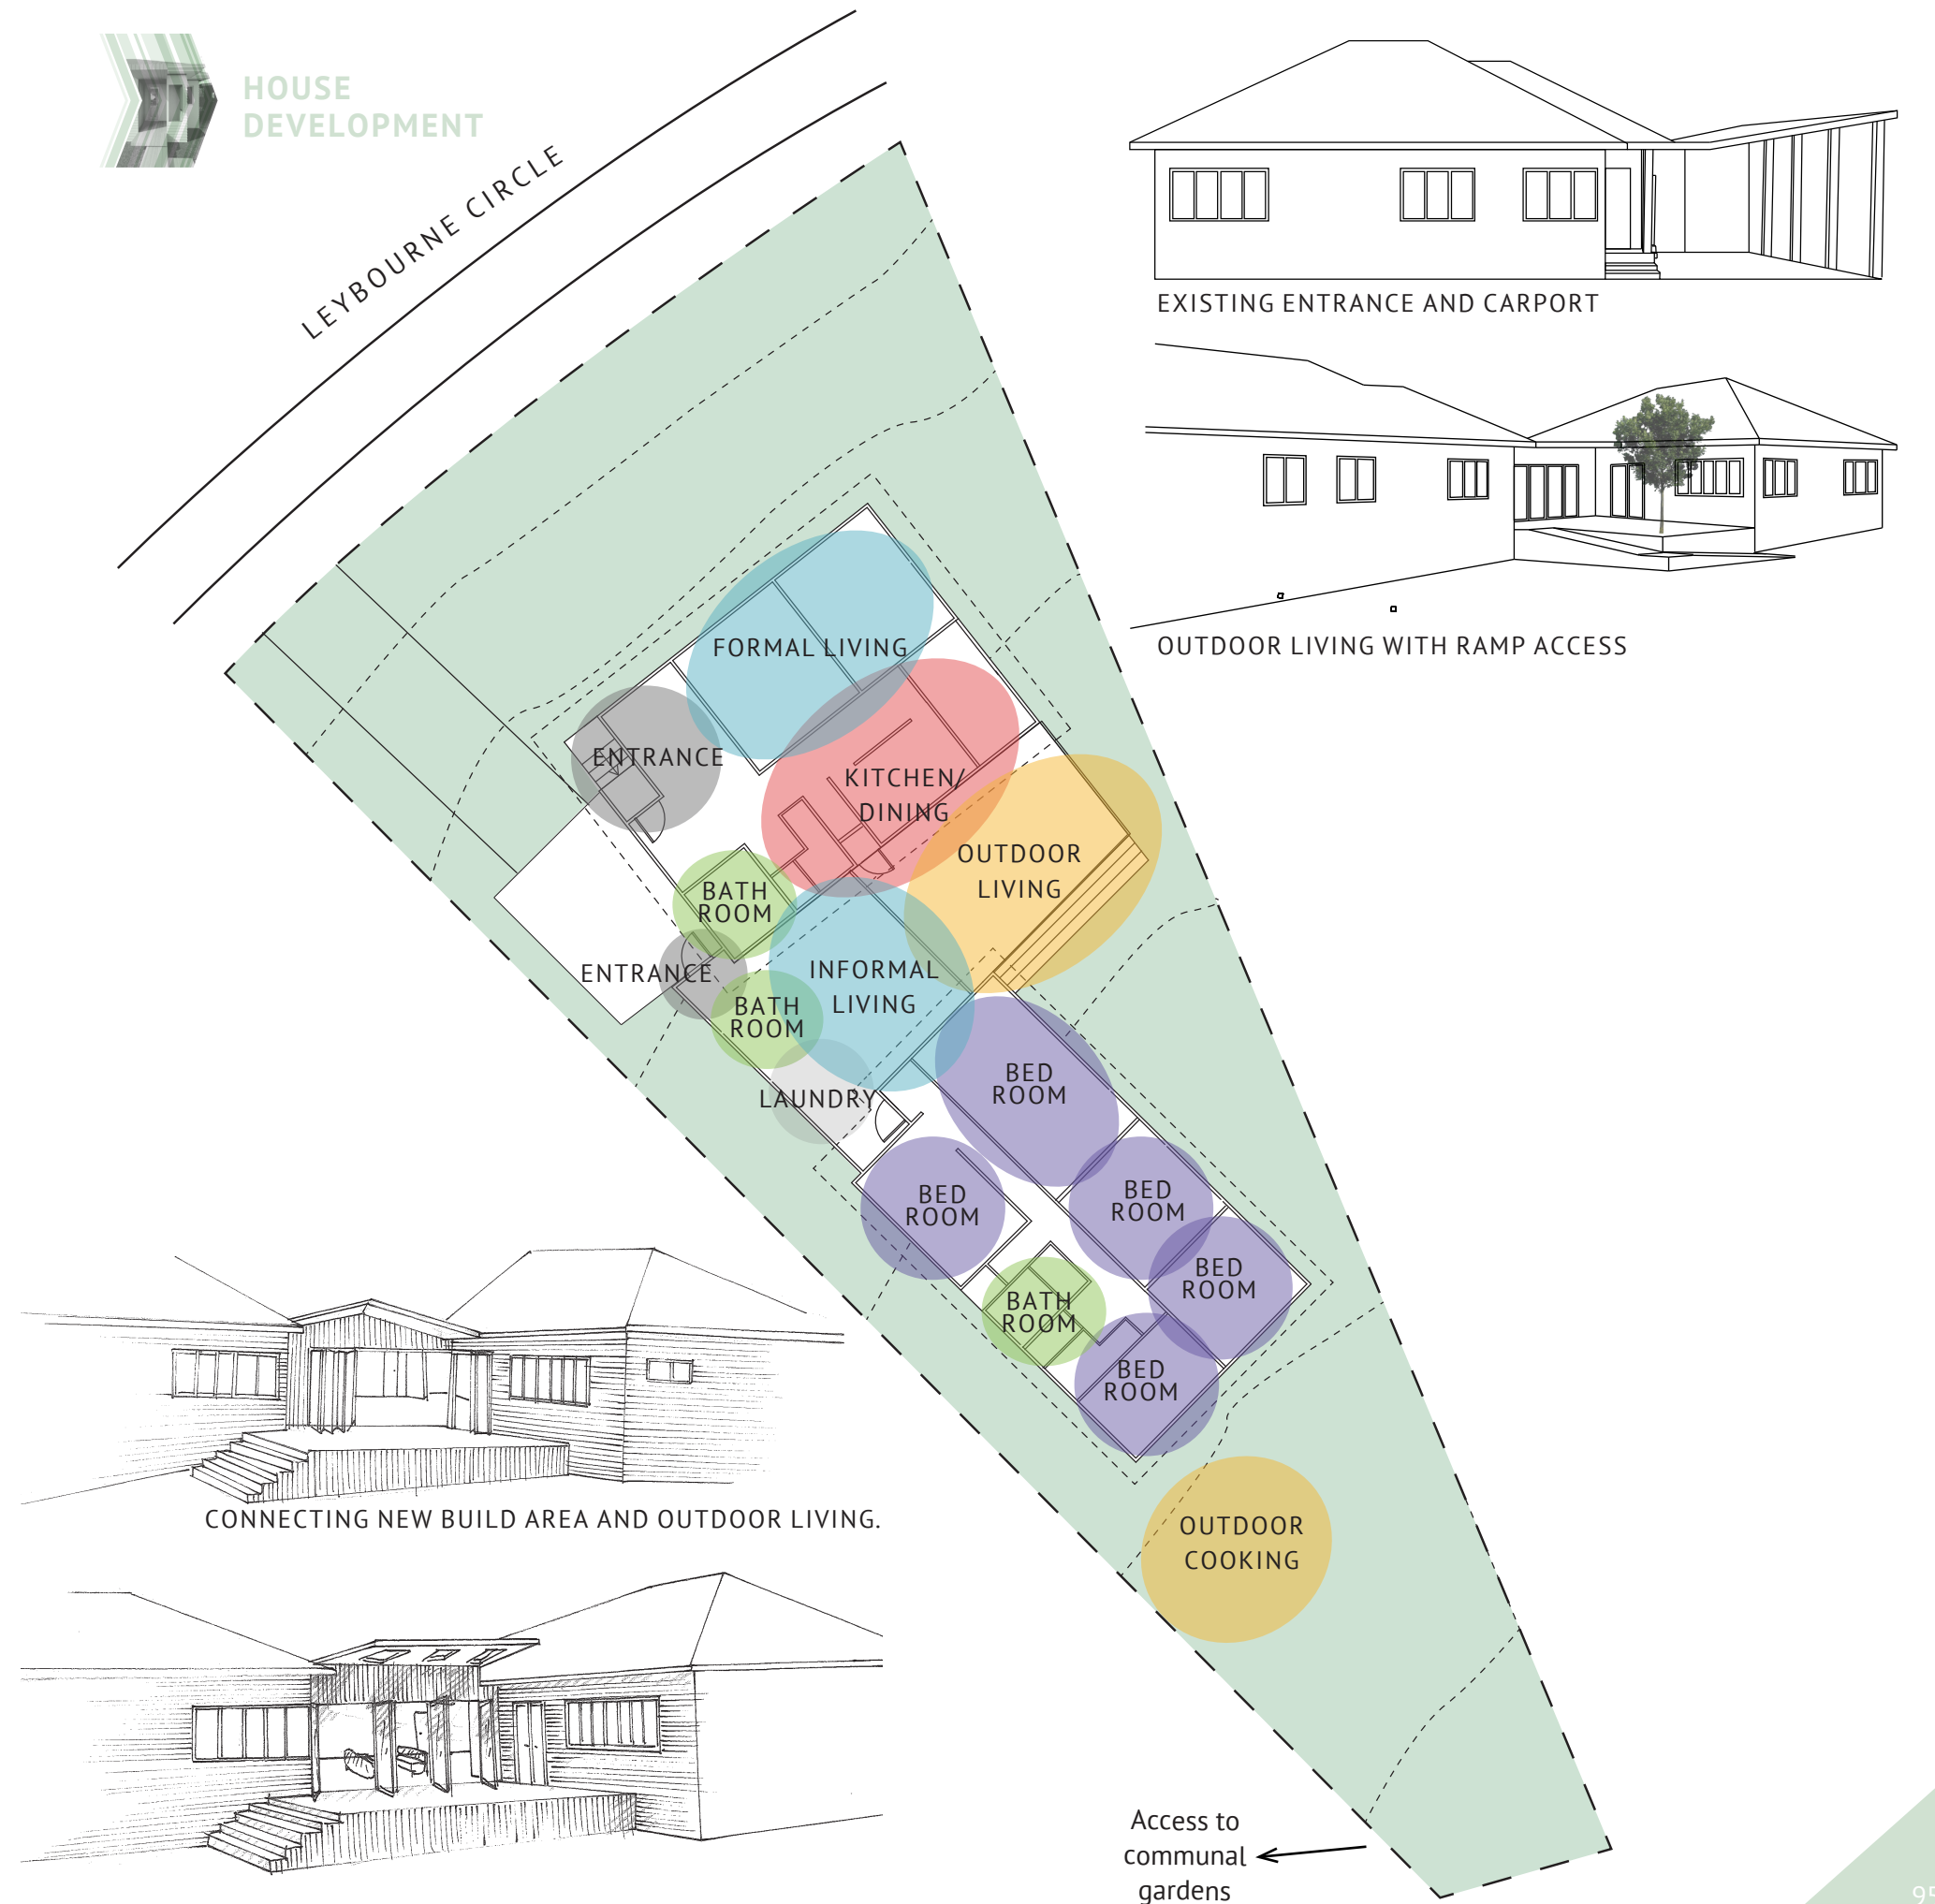 HOUSE
DEVELOPMENT
LEYBOURNE CIRCLE
EXISTING ENTRANCE AND CARPORT
OUTDOOR LIVING WITH RAMP ACCESS
FORMAL LIVING
ENTRANCE
KITCHEN/
DINING
OUTDOOR
LIVING
BATH
ROOM
ENTRANCE
INFORMAL
LIVING
BATH
ROOM
LAUNDRY
BED
ROOM
BED
ROOM
BED
ROOM
BED
ROOM
BATH
ROOM
BED
ROOM
CONNECTING NEW BUILD AREA AND OUTDOOR LIVING.
OUTDOOR
COOKING
Access to
communal
gardens